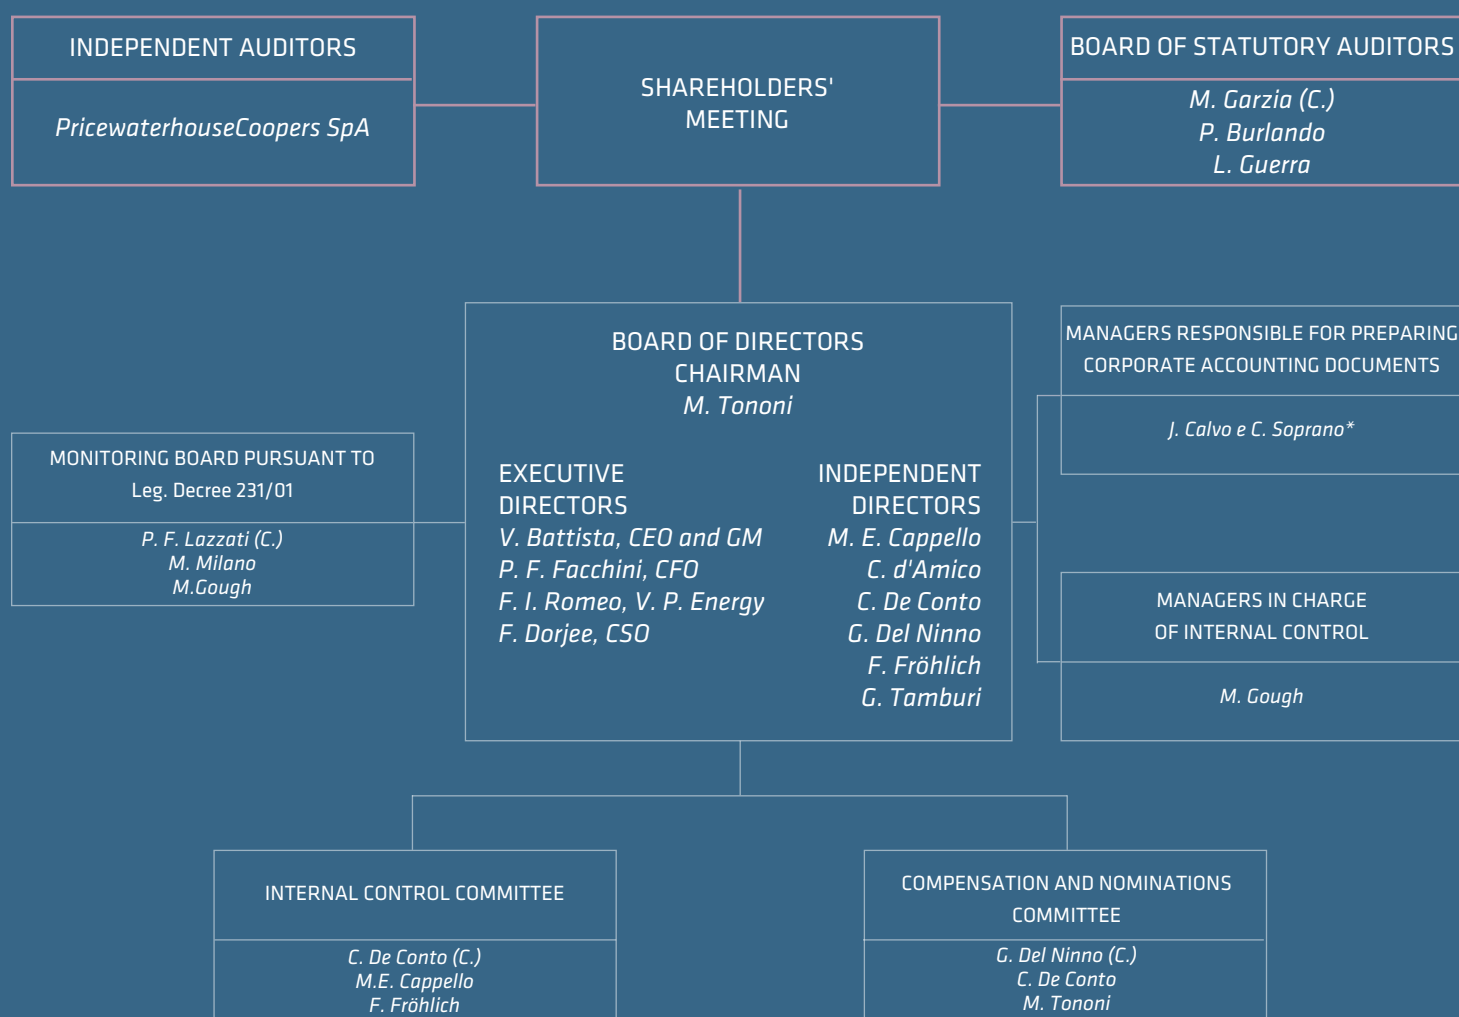 INDEPENDENT AUDITORS
PricewaterhouseCoopers SpA
SHAREHOLDERS'
MEETING
BOARD OF STATUTORY AUDITORS
M. Garzia (C.)
P. Burlando
L. Guerra
BOARD OF DIRECTORS
CHAIRMAN
M. Tononi
EXECUTIVE
DIRECTORS
V. Battista, CEO and GM
P. F. Facchini, CFO
F. I. Romeo, V. P. Energy
F. Dorjee, CSO
INDEPENDENT
DIRECTORS
M. E. Cappello
C. d'Amico
C. De Conto
G. Del Ninno
F. Fröhlich
G. Tamburi
MONITORING BOARD PURSUANT TO
Leg. Decree 231/01
P. F. Lazzati (C.)
M. Milano
M.Gough
MANAGERS RESPONSIBLE FOR PREPARING
CORPORATE ACCOUNTING DOCUMENTS
J. Calvo e C. Soprano*
MANAGERS IN CHARGE
OF INTERNAL CONTROL
M. Gough
INTERNAL CONTROL COMMITTEE
C. De Conto (C.)
M.E. Cappello
F. Fröhlich
COMPENSATION AND NOMINATIONS
COMMITTEE
G. Del Ninno (C.)
C. De Conto
M. Tononi